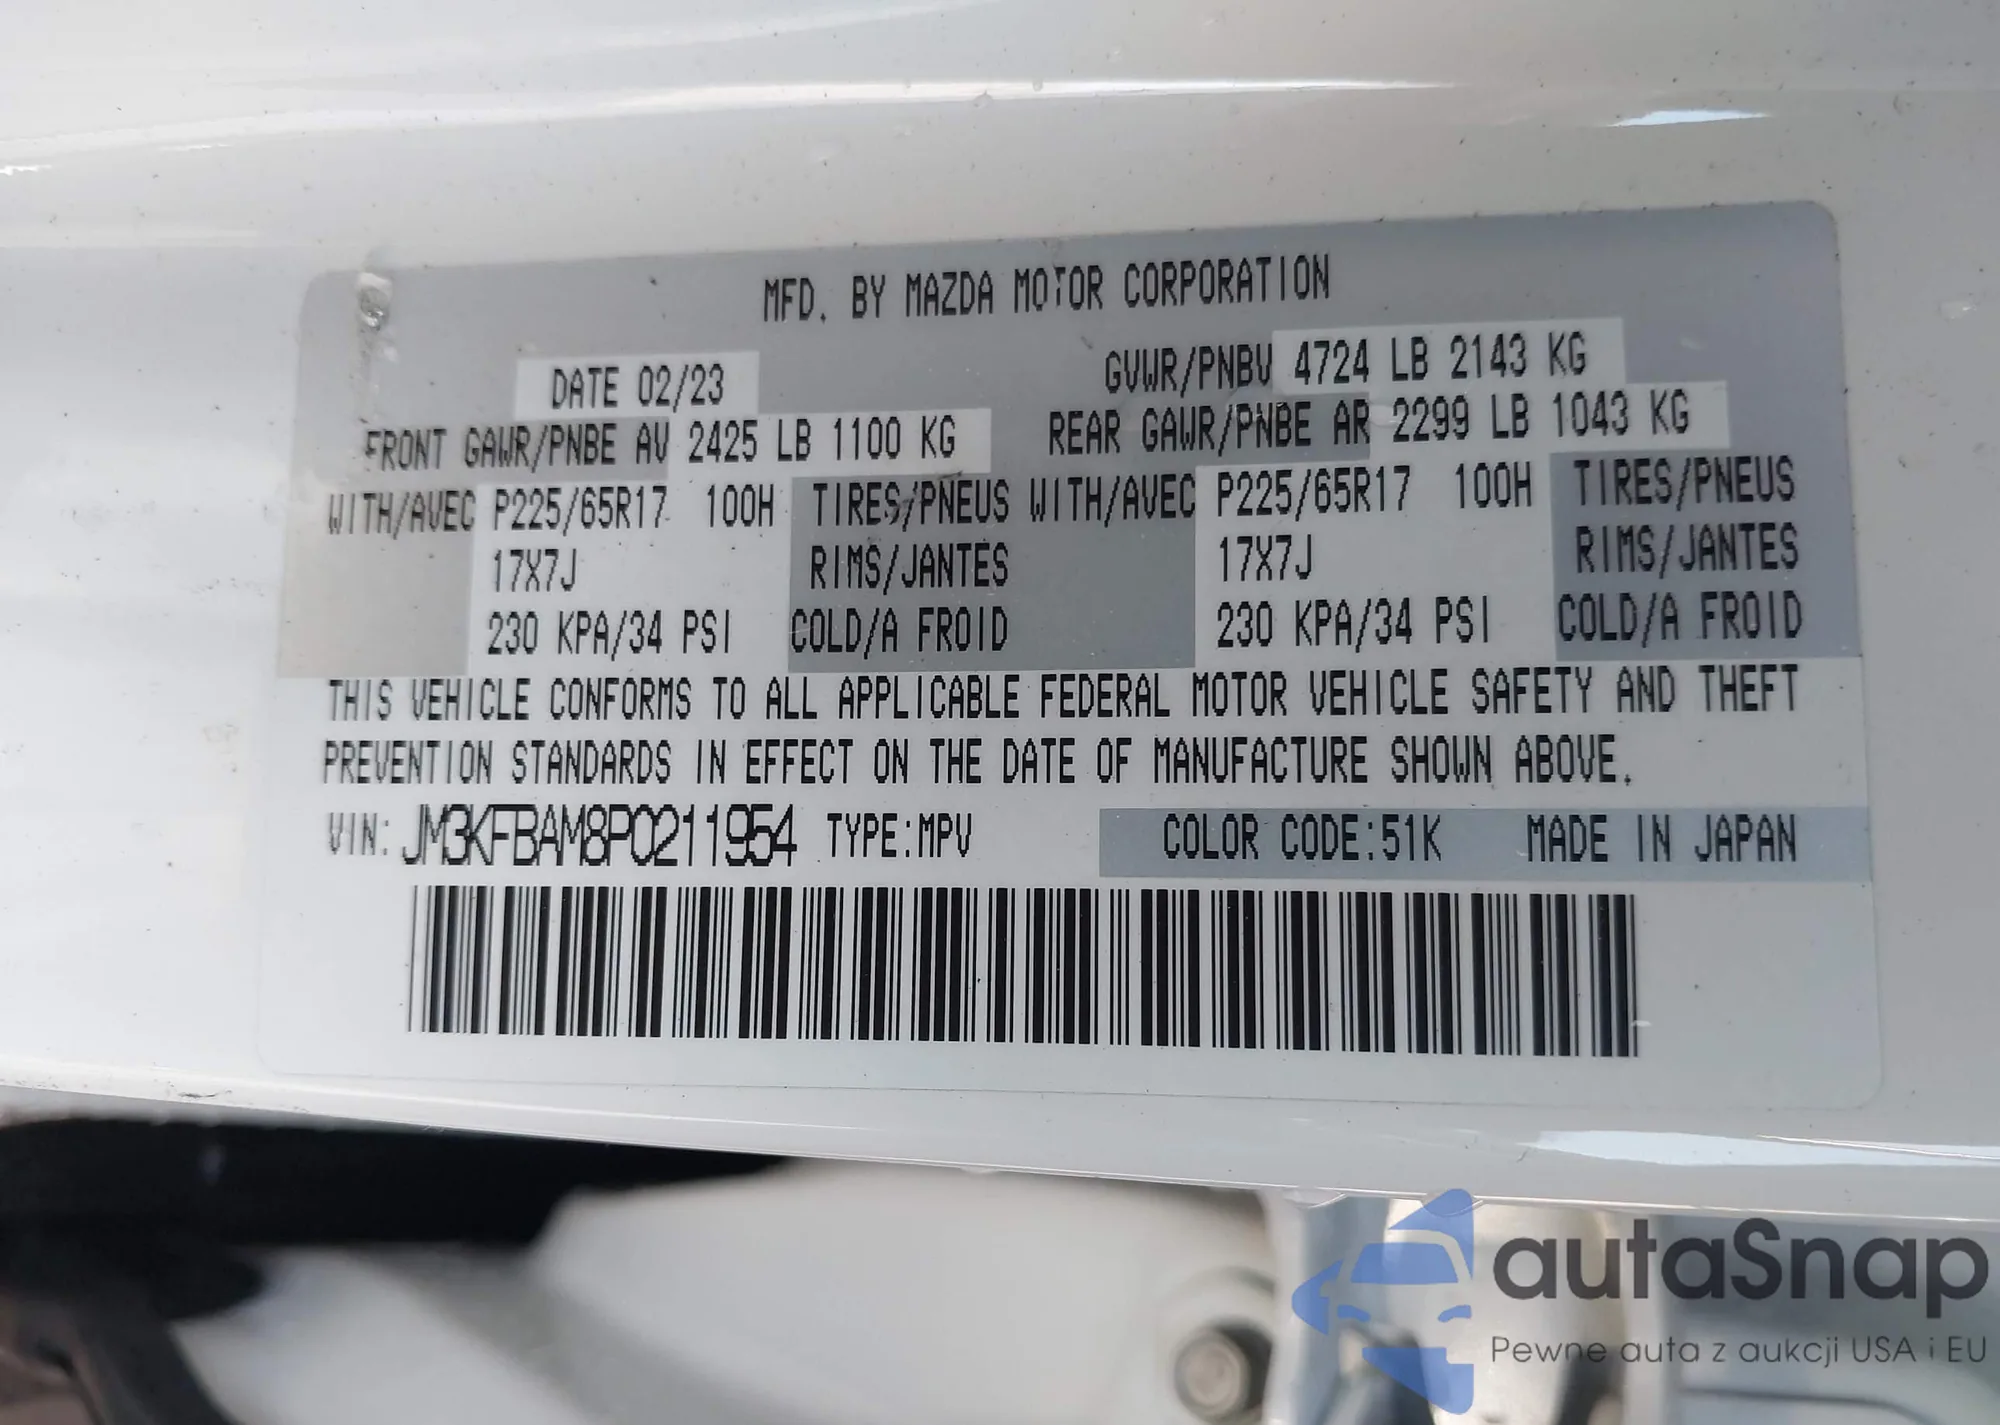 MFD. BY MAZDA MOTOR CORPORATION
DATE 02/23 GVWR/PNBV 4724 LB 2143 KG
FRONT GAWR/PNBE AV 2425 LB 1100 KG REAR GAWR/PNBE AR 2299 LB 1043 KG
WITH/AVEC P225/65R17 100H TIRES/PNEUS WITH/AVEC P225/65R17 100H TIRES/PNEUS
17X7J RIMS/JANTES 17X7J RIMS/JANTES
230 KPA/34 PSI COLD/A FROID 230 KPA/34 PSI COLD/A FROID
THIS VEHICLE CONFORMS TO ALL APPLICABLE FEDERAL MOTOR VEHICLE SAFETY AND THEFT
PREVENTION STANDARDS IN EFFECT ON THE DATE OF MANUFACTURE SHOWN ABOVE.
VIN: JM3KFBAM8P0211954 TYPE:MPV COLOR CODE:51K MADE IN JAPAN
autaSnap
Pewne auta z aukcji USA i EU